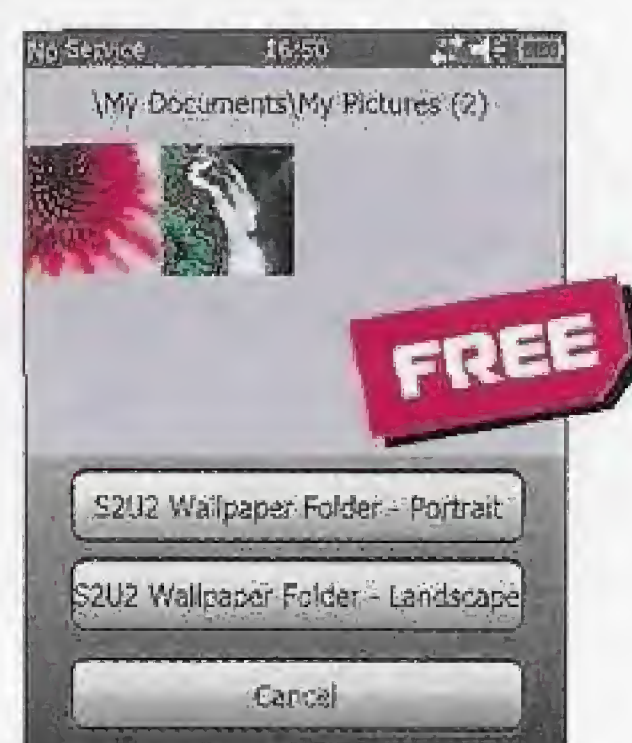 No Service 16:50
\My Documents\My Pictures (2)
FREE
S2U2 Wallpaper Folder - Portrait
S2U2 Wallpaper Folder - Landscape
Cancel